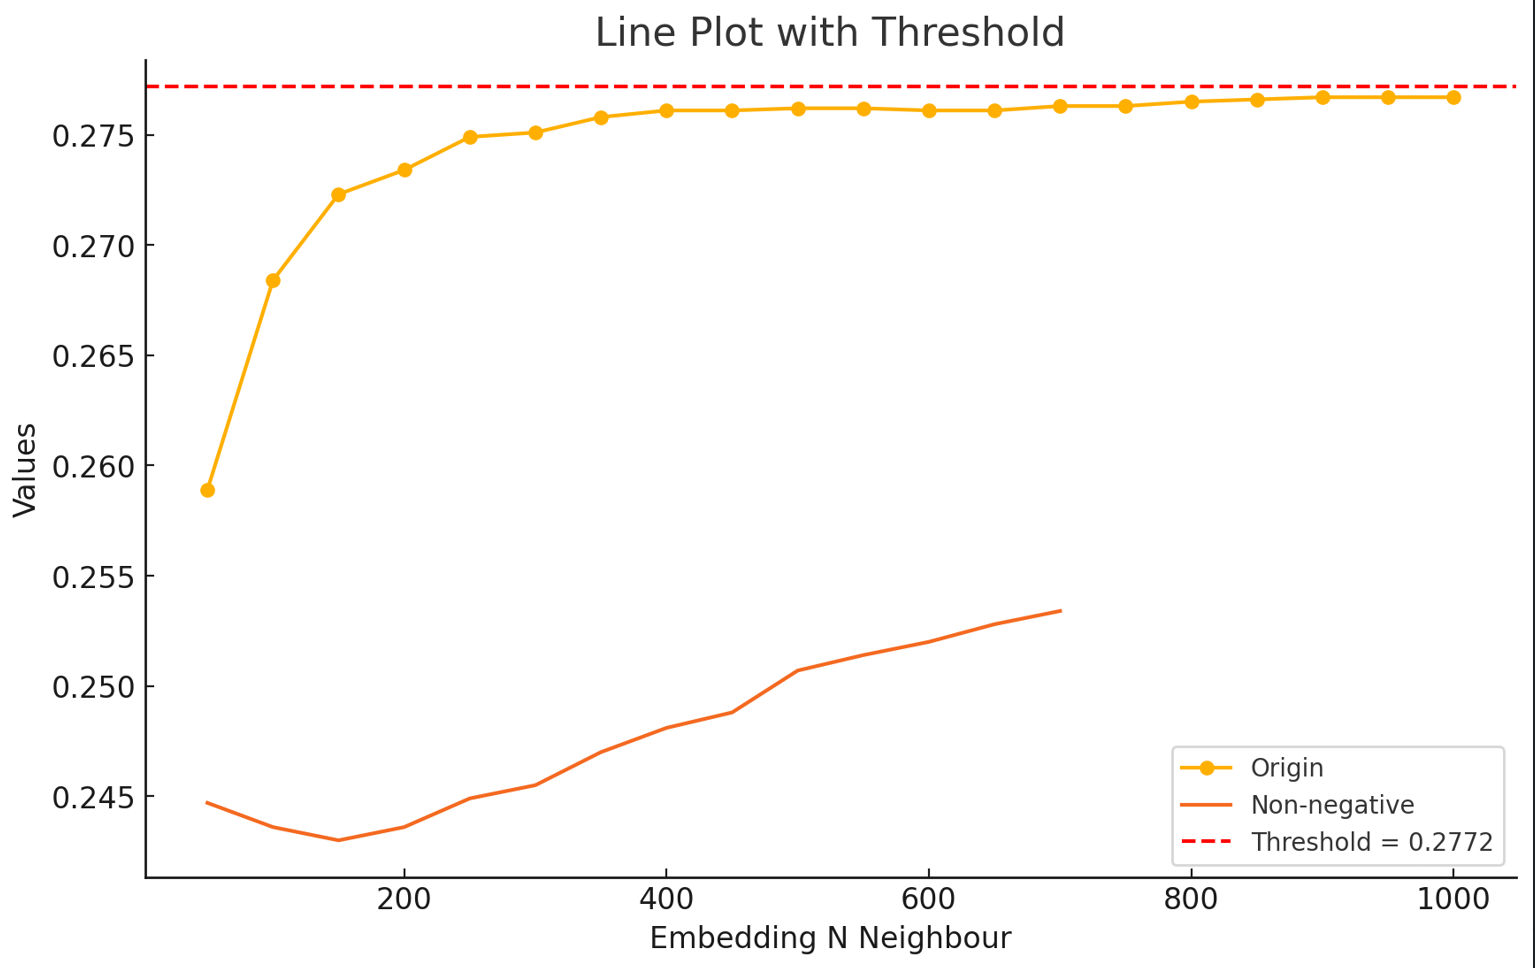 Line Plot with Threshold
Values
0.275
0.270
0.265
0.260
0.255
0.250
0.245
200 400 600 800 1000
Embedding N Neighbour
Origin
Non-negative
Threshold = 0.2772